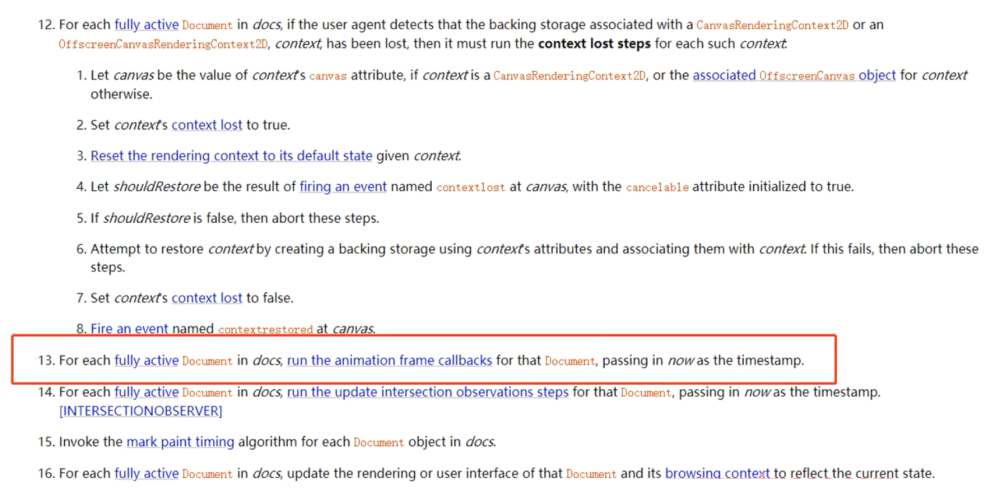 12. For each fully active Document in docs, if the user agent detects that the backing storage associated with a CanvasRenderingContext2D or an
OffscreenCanvasRenderingContext2D, context, has been lost, then it must run the context lost steps for each such context:
1. Let canvas be the value of context's canvas attribute, if context is a CanvasRenderingContext2D, or the associated OffscreenCanvas object for context
otherwise.
2. Set context's context lost to true.
3. Reset the rendering context to its default state given context.
4. Let shouldRestore be the result of firing an event named contextlost at canvas, with the cancelable attribute initialized to true.
5. If shouldRestore is false, then abort these steps.
6. Attempt to restore context by creating a backing storage using context's attributes and associating them with context. If this fails, then abort these
steps.
7. Set context's context lost to false.
8. Fire an event named contextrestored at canvas.
13. For each fully active Document in docs, run the animation frame callbacks for that Document, passing in now as the timestamp.
14. For each fully active Document in docs, run the update intersection observations steps for that Document, passing in now as the timestamp.
[INTERSECTIONOBSERVER]
15. Invoke the mark paint timing algorithm for each Document object in docs.
16. For each fully active Document in docs, update the rendering or user interface of that Document and its browsing context to reflect the current state.